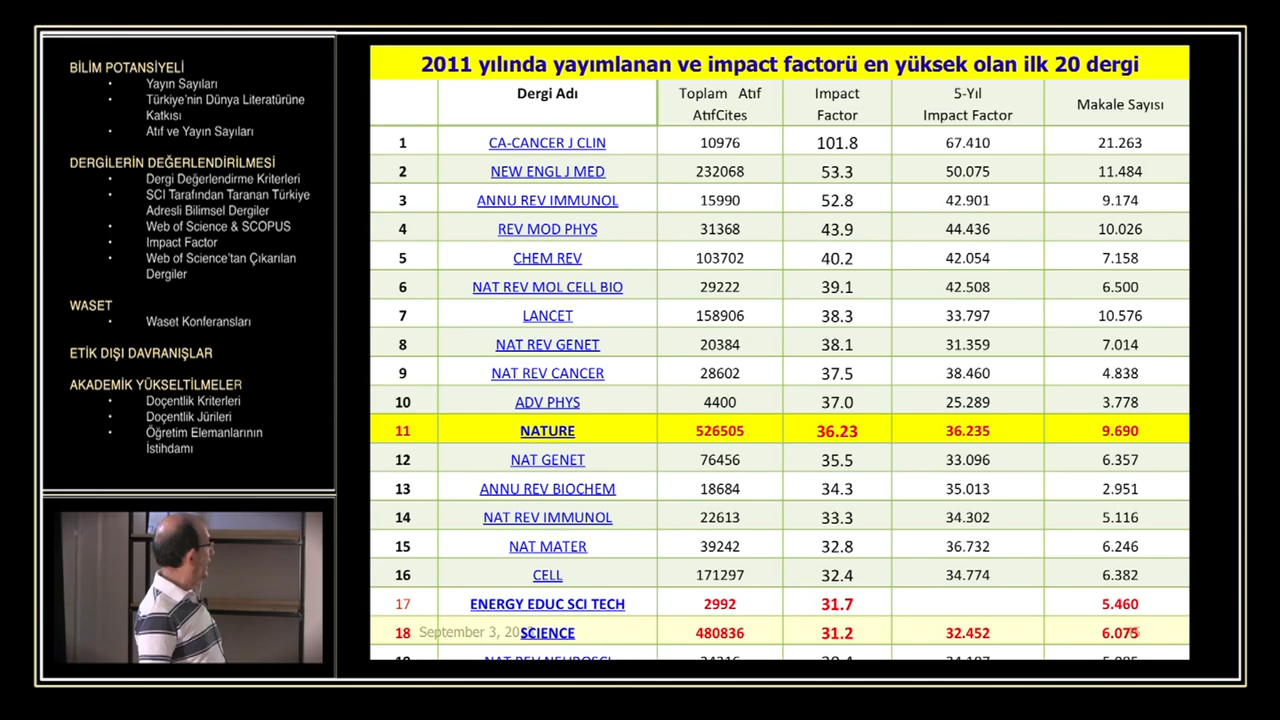 BİLİM POTANSİYELİ
• Yayın Sayıları
• Türkiye'nin Dünya Literatürüne
Katkısı
• Atıf ve Yayın Sayıları
DERGİLERİN DEĞERLENDİRİLMESİ
• Dergi Değerlendirme Kriterleri
• SCI Tarafından Taranan Türkiye
Adresli Bilimsel Dergiler
• Web of Science & SCOPUS
• Impact Factor
• Web of Science'tan Çıkarılan
Dergiler
WASET
• Waset Konferansları
ETİK DIŞI DAVRANIŞLAR
AKADEMİK YÜKSELTİLMELER
• Doçentlik Kriterleri
• Doçentlik Jürileri
• Öğretim Elemanlarının
İstihdamı
2011 yılında yayımlanan ve impact factorü en yüksek olan ilk 20 dergi
Dergi Adı Toplam Atıf AtıfCites Impact Factor 5-Yıl Impact Factor Makale Sayısı
1 CA-CANCER J CLIN 10976 101.8 67.410 21.263
2 NEW ENGL J MED 232068 53.3 50.075 11.484
3 ANNU REV IMMUNOL 15990 52.8 42.901 9.174
4 REV MOD PHYS 31368 43.9 44.436 10.026
5 CHEM REV 103702 40.2 42.054 7.158
6 NAT REV MOL CELL BIO 29222 39.1 42.508 6.500
7 LANCET 158906 38.3 33.797 10.576
8 NAT REV GENET 20384 38.1 31.359 7.014
9 NAT REV CANCER 28602 37.5 38.460 4.838
10 ADV PHYS 4400 37.0 25.289 3.778
11 NATURE 526505 36.23 36.235 9.690
12 NAT GENET 76456 35.5 33.096 6.357
13 ANNU REV BIOCHEM 18684 34.3 35.013 2.951
14 NAT REV IMMUNOL 22613 33.3 34.302 5.116
15 NAT MATER 39242 32.8 36.732 6.246
16 CELL 171297 32.4 34.774 6.382
17 ENERGY EDUC SCI TECH 2992 31.7 5.460
18 SCIENCE 480836 31.2 32.452 6.075
September 3,